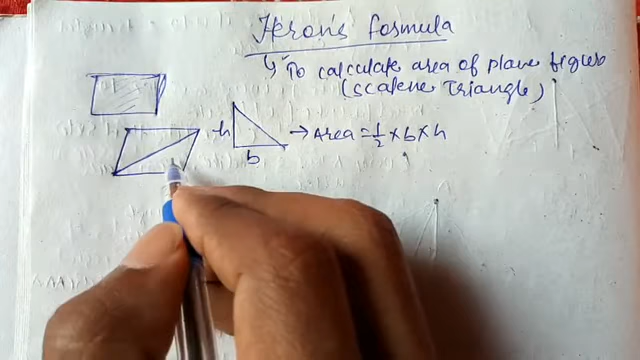 Heron's formula
↳ To calculate area of plane figures
(scalene Triangle)
h
b
→ Area = 1/2 × b × h